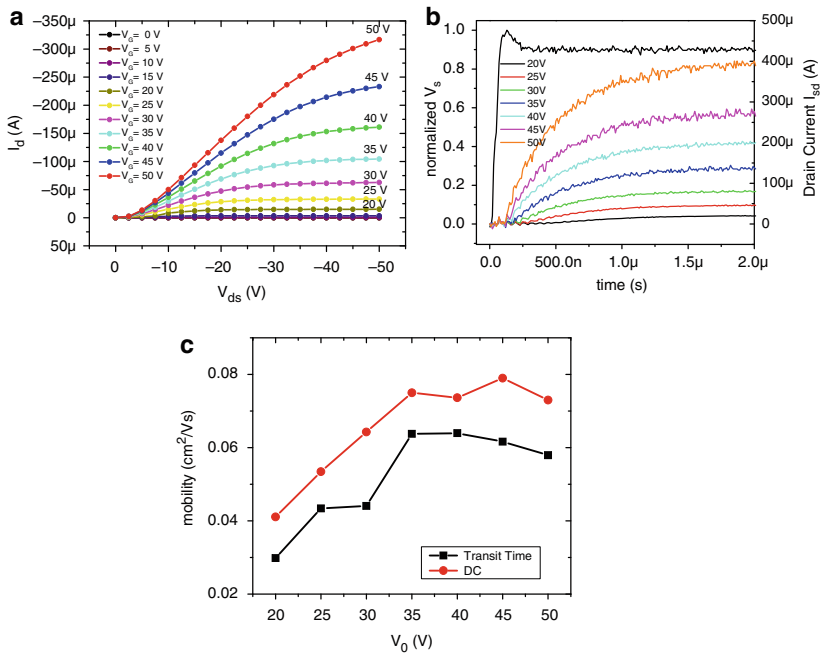 a
−350µ
−300µ
−250µ
−200µ
−150µ
−100µ
−50µ
0
50µ
I_d (A)
V_G= 0 V
V_G= 5 V
V_G= 10 V
V_G= 15 V
V_G= 20 V
V_G= 25 V
V_G= 30 V
V_G= 35 V
V_G= 40 V
V_G= 45 V
V_G= 50 V
50 V
45 V
40 V
35 V
30 V
25 V
20 V
0 −10 −20 −30 −40 −50
V_ds (V)
b
1.0
0.8
0.6
0.4
0.2
0.0
normalized V_s
20V
25V
30V
35V
40V
45V
50V
500µ
400µ
300µ
200µ
100µ
0
Drain Current I_sd (A)
0.0 500.0n 1.0µ 1.5µ 2.0µ
time (s)
c
0.08
0.06
0.04
0.02
mobility (cm²/Vs)
Transit Time
DC
20 25 30 35 40 45 50
V_0 (V)